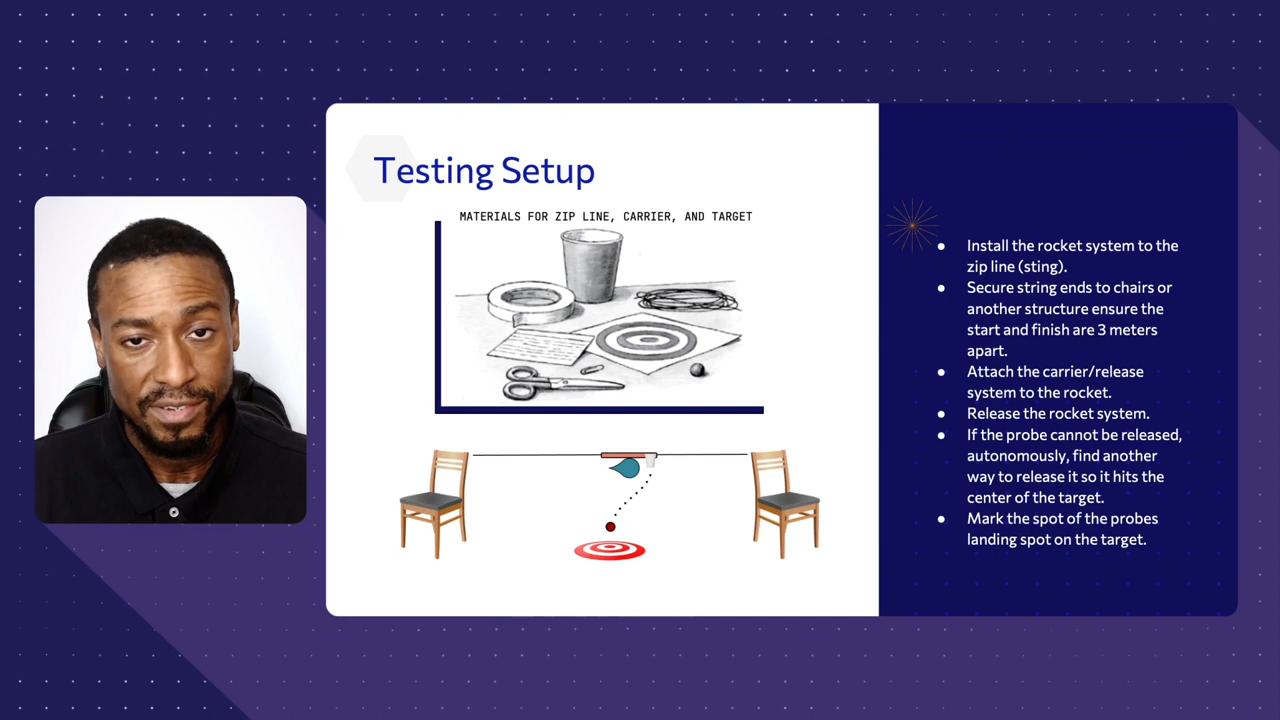 Testing Setup
MATERIALS FOR ZIP LINE, CARRIER, AND TARGET
● Install the rocket system to the
zip line (sting).
● Secure string ends to chairs or
another structure ensure the
start and finish are 3 meters
apart.
● Attach the carrier/release
system to the rocket.
● Release the rocket system.
● If the probe cannot be released,
autonomously, find another
way to release it so it hits the
center of the target.
● Mark the spot of the probes
landing spot on the target.